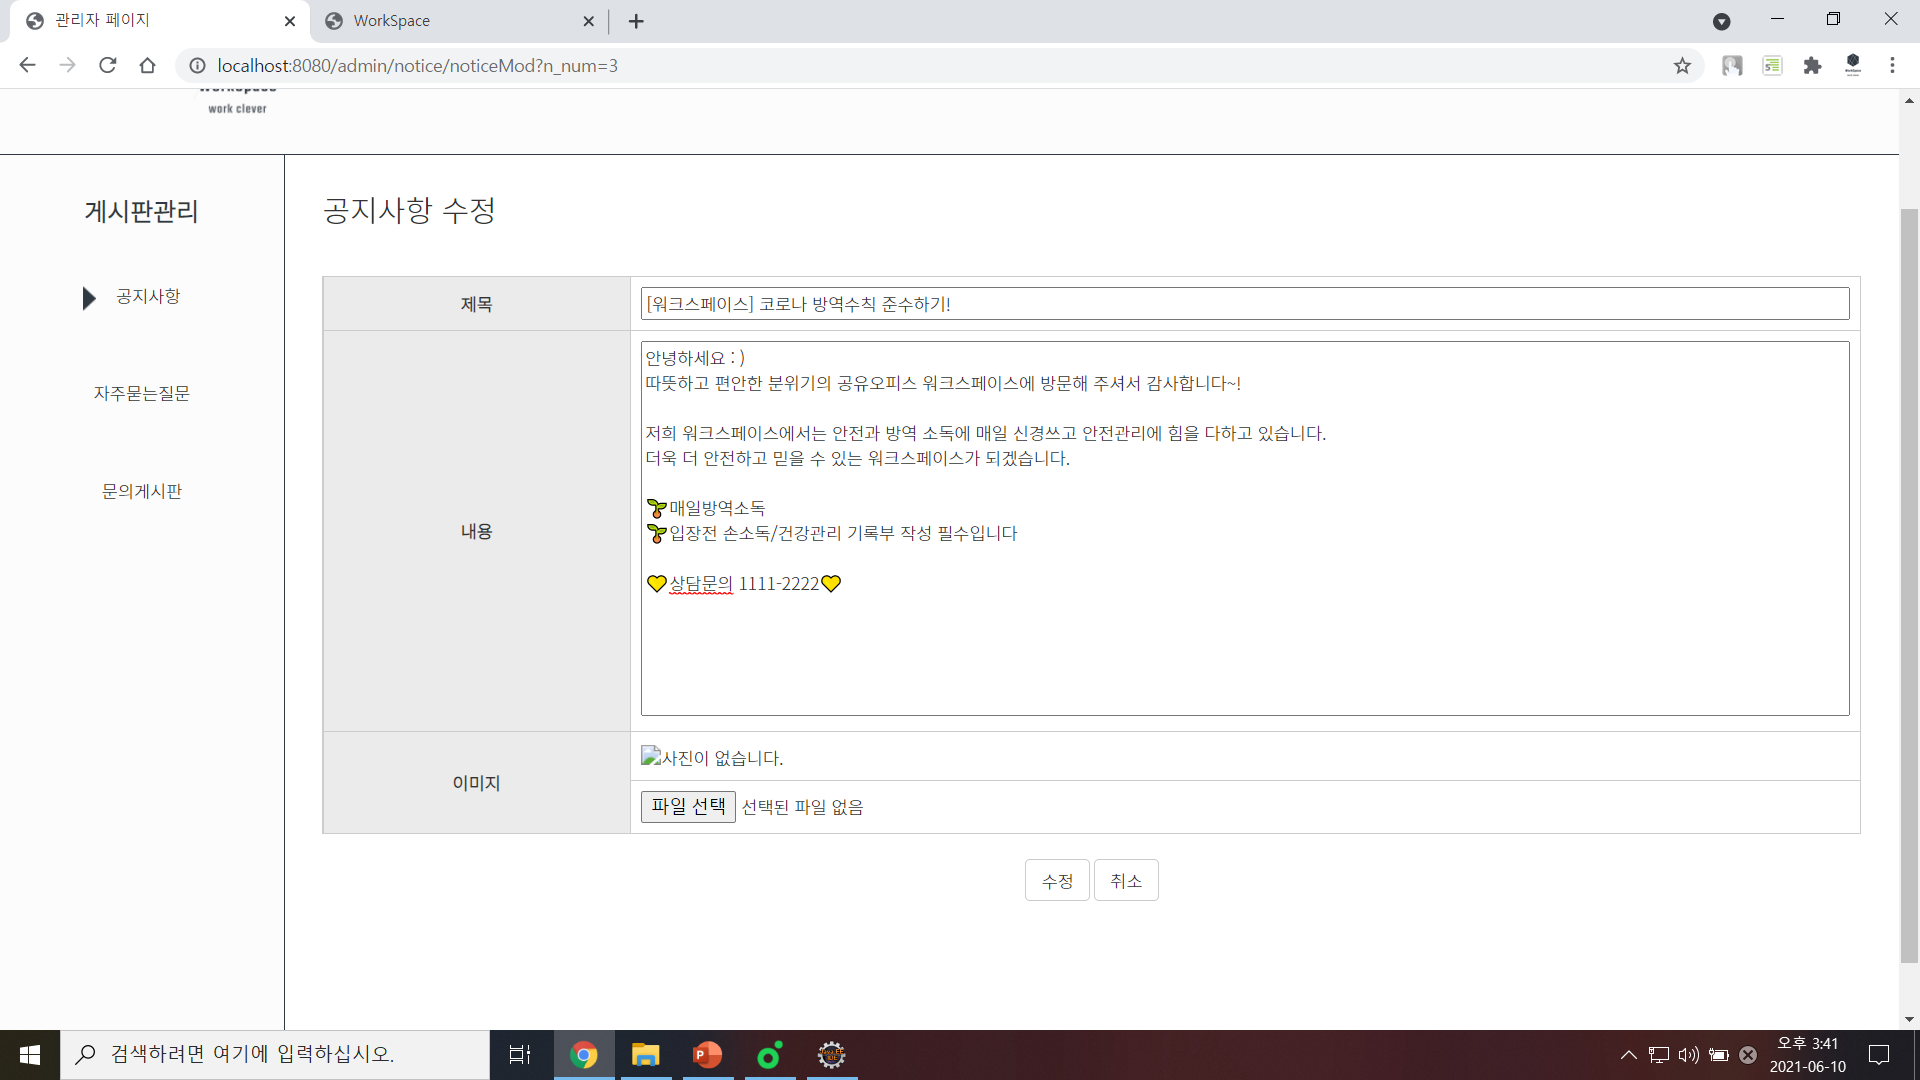 관리자 페이지
WorkSpace
localhost:8080/admin/notice/noticeMod?n_num=3
work clever
게시판관리
공지사항
자주묻는질문
문의게시판
공지사항 수정
제목
[워크스페이스] 코로나 방역수칙 준수하기!
내용
안녕하세요 : )
따뜻하고 편안한 분위기의 공유오피스 워크스페이스에 방문해 주셔서 감사합니다~!
저희 워크스페이스에서는 안전과 방역 소독에 매일 신경쓰고 안전관리에 힘을 다하고 있습니다.
더욱 더 안전하고 믿을 수 있는 워크스페이스가 되겠습니다.
🌱매일방역소독
🌱입장전 손소독/건강관리 기록부 작성 필수입니다
💛상담문의 1111-2222💛
이미지
사진이 없습니다.
파일 선택 선택된 파일 없음
수정 취소
검색하려면 여기에 입력하십시오.
오후 3:41
2021-06-10